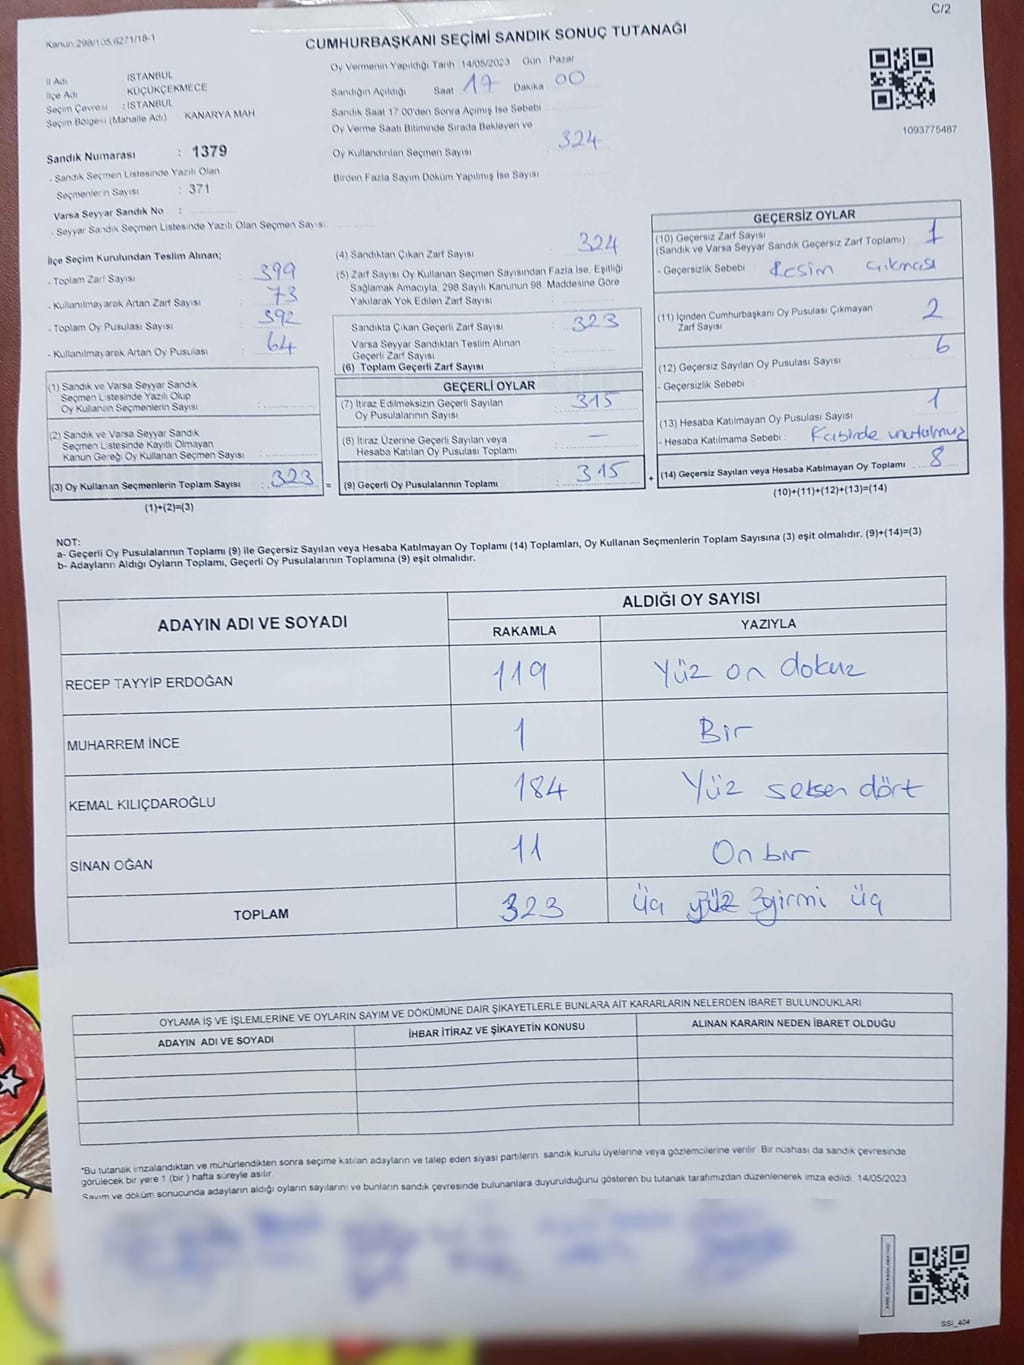 C/2
Kanun 298/105,6271/18-1
CUMHURBAŞKANI SEÇİMİ SANDIK SONUÇ TUTANAĞI
İl Adı : İSTANBUL
İlçe Adı : KÜÇÜKÇEKMECE
Seçim Çevresi : İSTANBUL
Seçim Bölgesi (Mahalle Adı) : KANARYA MAH
Sandık Numarası : 1379
- Sandık Seçmen Listesinde Yazılı Olan
Seçmenlerin Sayısı : 371
Varsa Seyyar Sandık No :
- Seyyar Sandık Seçmen Listesinde Yazılı Olan Seçmen Sayısı:
Oy Vermenin Yapıldığı Tarih :14/05/2023 Gün : Pazar
Sandığın Açıldığı Saat 17 Dakika 00
Sandık Saat 17.00'den Sonra Açılmış İse Sebebi
Oy Verme Saati Bitiminde Sırada Bekleyen ve
Oy Kullandırılan Seçmen Sayısı : 324
Birden Fazla Sayım Döküm Yapılmış İse Sayısı :
1093775487
İlçe Seçim Kurulundan Teslim Alınan;
- Toplam Zarf Sayısı : 399
- Kullanılmayarak Artan Zarf Sayısı : 73
- Toplam Oy Pusulası Sayısı : 392
- Kullanılmayarak Artan Oy Pusulası : 64
(1) Sandık ve Varsa Seyyar Sandık
Seçmen Listesinde Yazılı Olup
Oy Kullanan Seçmenlerin Sayısı :
(2) Sandık ve Varsa Seyyar Sandık
Seçmen Listesinde Kayıtlı Olmayan
Kanun Gereği Oy Kullanan Seçmen Sayısı :
(3) Oy Kullanan Seçmenlerin Toplam Sayısı : 323 =
(1)+(2)=(3)
(4) Sandıktan Çıkan Zarf Sayısı : 324
(5) Zarf Sayısı Oy Kullanan Seçmen Sayısından Fazla İse, Eşitliği
Sağlamak Amacıyla, 298 Sayılı Kanunun 98. Maddesine Göre
Yakılarak Yok Edilen Zarf Sayısı :
Sandıkta Çıkan Geçerli Zarf Sayısı : 323
Varsa Seyyar Sandıktan Teslim Alınan
Geçerli Zarf Sayısı :
(6) Toplam Geçerli Zarf Sayısı :
GEÇERLİ OYLAR
(7) İtiraz Edilmeksizin Geçerli Sayılan
Oy Pusulalarının Sayısı : 315
(8) İtiraz Üzerine Geçerli Sayılan veya
Hesaba Katılan Oy Pusulası Toplamı : —
(9) Geçerli Oy Pusulalarının Toplamı : 315 +
GEÇERSİZ OYLAR
(10) Geçersiz Zarf Sayısı
(Sandık ve Varsa Seyyar Sandık Geçersiz Zarf Toplamı) : 1
- Geçersizlik Sebebi : Resim çıkması
(11) İçinden Cumhurbaşkanı Oy Pusulası Çıkmayan
Zarf Sayısı : 2
(12) Geçersiz Sayılan Oy Pusulası Sayısı : 6
- Geçersizlik Sebebi
(13) Hesaba Katılmayan Oy Pusulası Sayısı : 1
- Hesaba Katılmama Sebebi : Kabinde unutulmuş
(14) Geçersiz Sayılan veya Hesaba Katılmayan Oy Toplamı : 8
(10)+(11)+(12)+(13)=(14)
NOT:
a- Geçerli Oy Pusulalarının Toplamı (9) ile Geçersiz Sayılan veya Hesaba Katılmayan Oy Toplamı (14) Toplamları, Oy Kullanan Seçmenlerin Toplam Sayısına (3) eşit olmalıdır. (9)+(14)=(3)
b- Adayların Aldığı Oyların Toplamı, Geçerli Oy Pusulalarının Toplamına (9) eşit olmalıdır.
ADAYIN ADI VE SOYADI
ALDIĞI OY SAYISI
RAKAMLA YAZIYLA
RECEP TAYYİP ERDOĞAN 119 Yüz on dokuz
MUHARREM İNCE 1 Bir
KEMAL KILIÇDAROĞLU 184 Yüz seksen dört
SİNAN OĞAN 11 On bir
TOPLAM 323 üç yüz yirmi üç
OYLAMA İŞ VE İŞLEMLERİNE VE OYLARIN SAYIM VE DÖKÜMÜNE DAİR ŞİKAYETLERLE BUNLARA AİT KARARLARIN NELERDEN İBARET BULUNDUKLARI
ADAYIN ADI VE SOYADI İHBAR İTİRAZ VE ŞİKAYETİN KONUSU ALINAN KARARIN NEDEN İBARET OLDUĞU
*Bu tutanak imzalandıktan ve mühürlendikten sonra seçime katılan adayların ve talep eden siyasi partilerin sandık kurulu üyelerine veya gözlemcilerine verilir. Bir nüshası da sandık çevresinde
görülecek bir yere 1 (bir) hafta süreyle asılır.
Sayım ve döküm sonucunda adayların aldığı oyların sayılarını ve bunların sandık çevresinde bulunanlara duyurulduğunu gösteren bu tutanak tarafımızdan düzenlenerek imza edildi. 14/05/2023
SSI_404